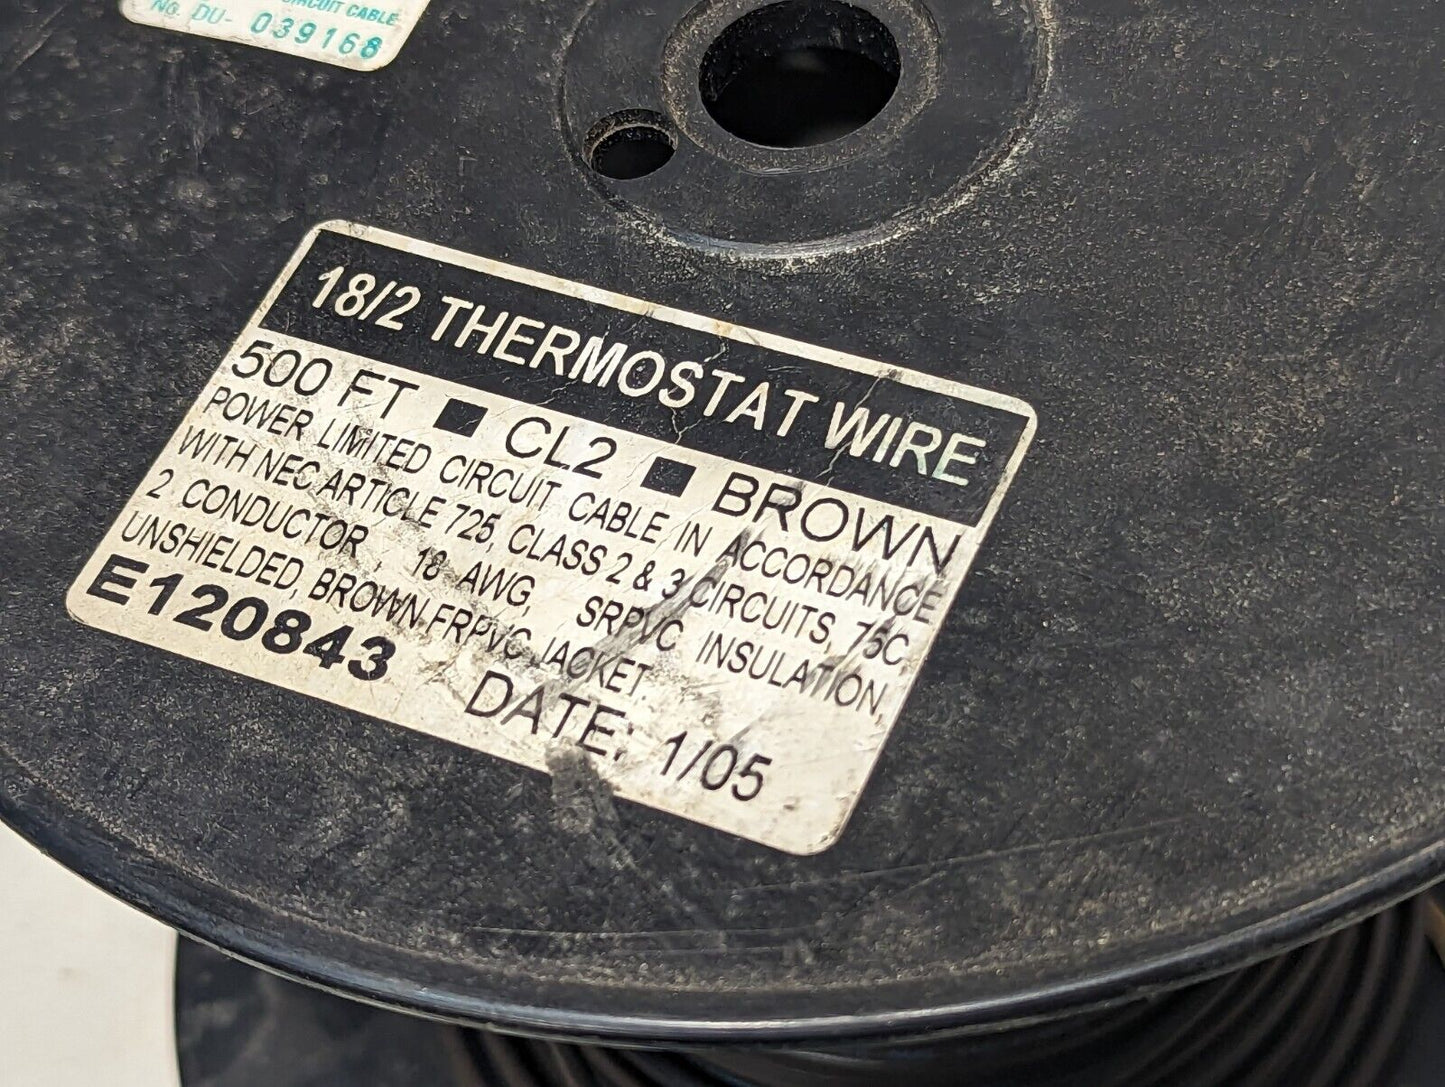 CIRCUIT CABLE
No. DU- 039168
18/2 THERMOSTAT WIRE
500 FT ■ CL2 ■ BROWN
POWER LIMITED CIRCUIT CABLE IN ACCORDANCE
WITH NEC ARTICLE 725, CLASS 2 & 3 CIRCUITS, 75C,
2 CONDUCTOR , 18 AWG, SRPVC INSULATION,
UNSHIELDED, BROWN FRPVC JACKET.
E120843 DATE: 1/05